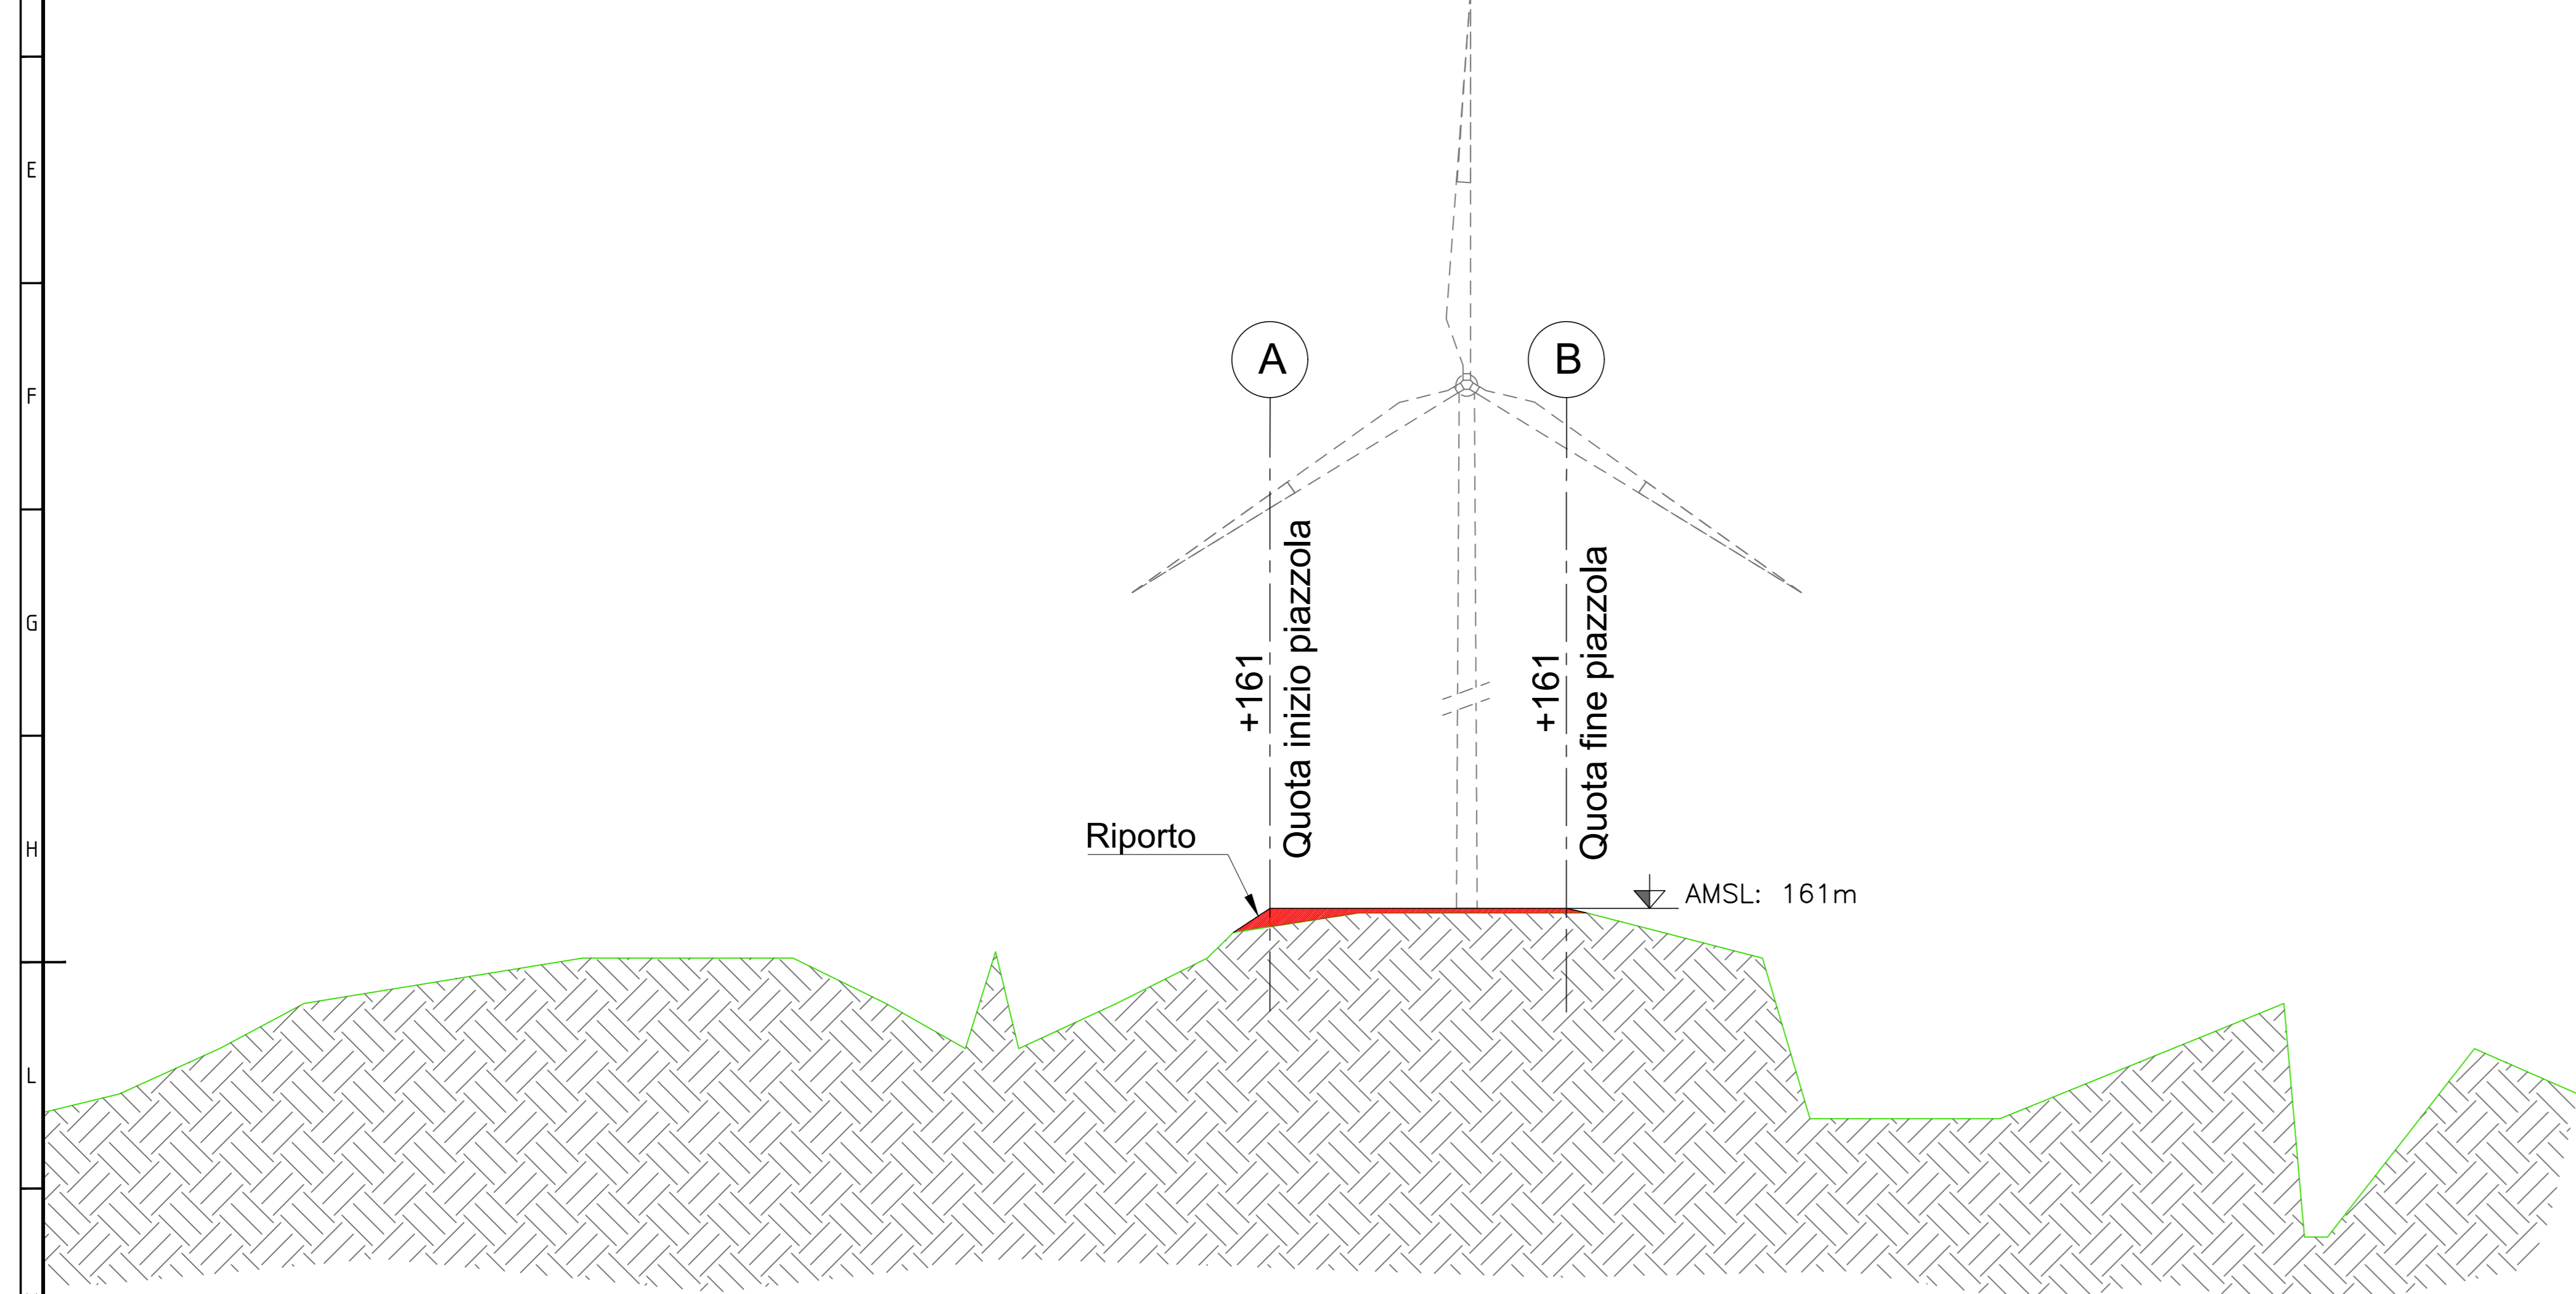 E
F
G
H
L
A
B
+161
Quota inizio piazzola
+161
Quota fine piazzola
Riporto
AMSL: 161m